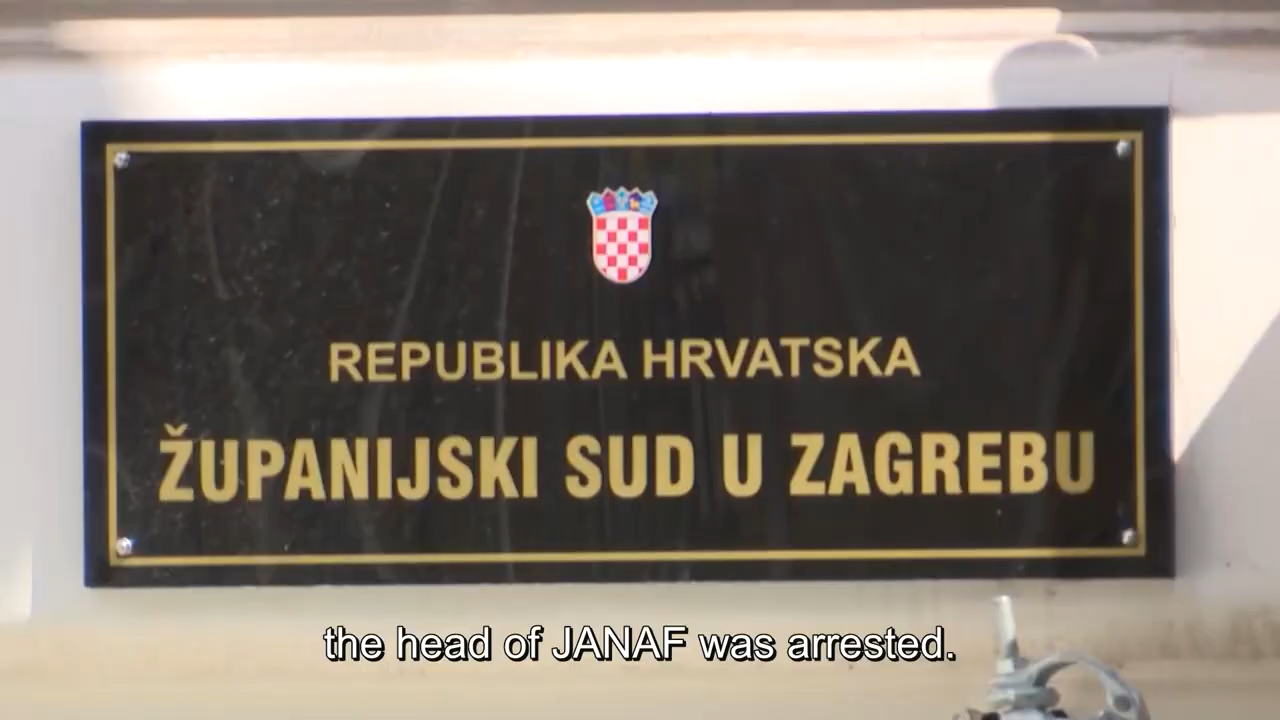 REPUBLIKA HRVATSKA
ŽUPANIJSKI SUD U ZAGREBU
the head of JANAF was arrested.